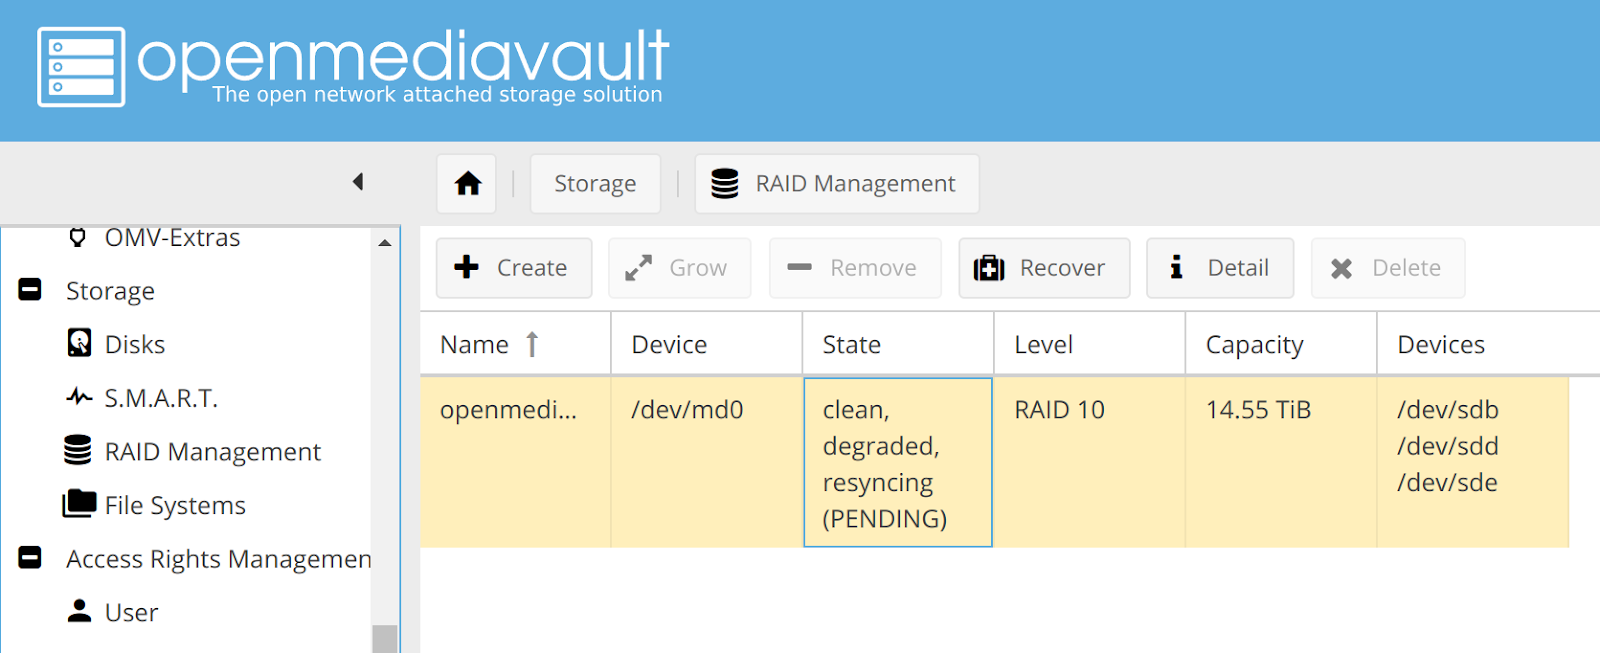 openmediavault
The open network attached storage solution
Storage
RAID Management
OMV-Extras
Storage
Disks
S.M.A.R.T.
RAID Management
File Systems
Access Rights Managemen
User
Create
Grow
Remove
Recover
Detail
Delete
Name
Device
State
Level
Capacity
Devices
openmedi...
/dev/md0
clean,
degraded,
resyncing
(PENDING)
RAID 10
14.55 TiB
/dev/sdb
/dev/sdd
/dev/sde